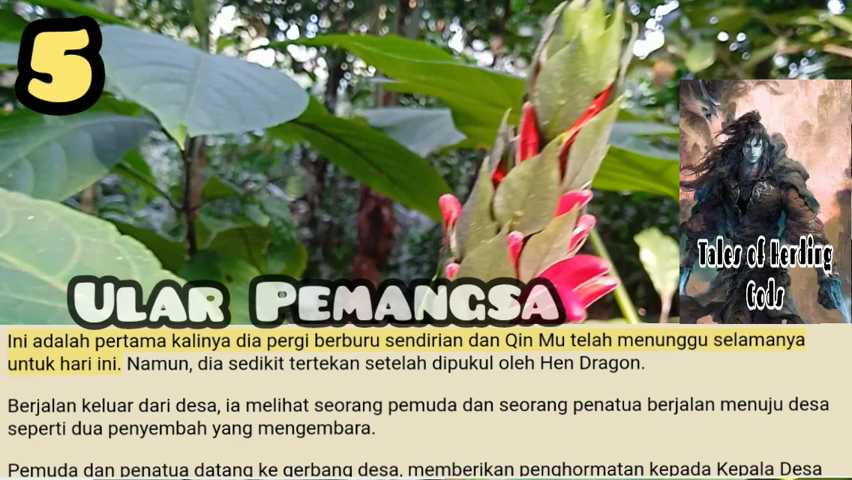 5
Tales of Herding
Gods
ULAR PEMANGSA
Ini adalah pertama kalinya dia pergi berburu sendirian dan Qin Mu telah menunggu selamanya
untuk hari ini. Namun, dia sedikit tertekan setelah dipukul oleh Hen Dragon.
Berjalan keluar dari desa, ia melihat seorang pemuda dan seorang penatua berjalan menuju desa
seperti dua penyembah yang mengembara.
Pemuda dan penatua datang ke gerbang desa, memberikan penghormatan kepada Kepala Desa